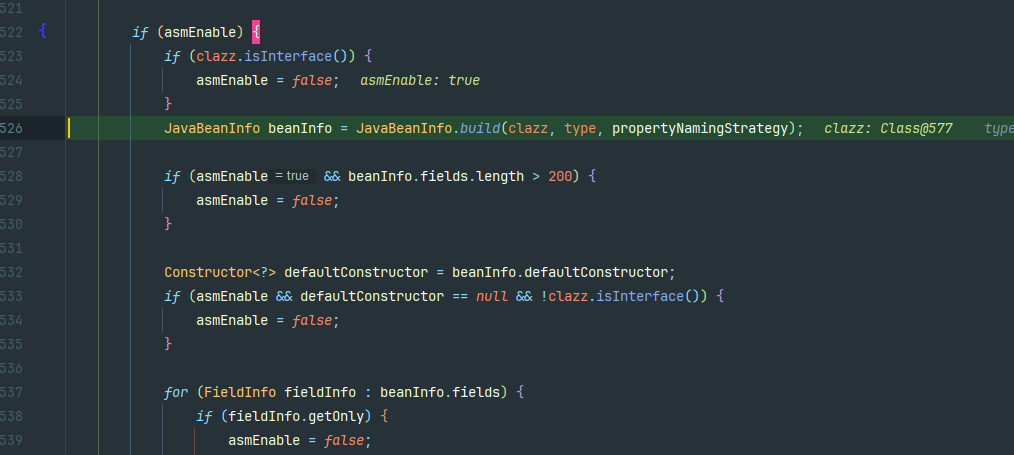 521
522 { if (asmEnable) {
523 if (clazz.isInterface()) {
524 asmEnable = false; asmEnable: true
525 }
526 JavaBeanInfo beanInfo = JavaBeanInfo.build(clazz, type, propertyNamingStrategy); clazz: Class@577 type
527
528 if (asmEnable = true && beanInfo.fields.length > 200) {
529 asmEnable = false;
530 }
531
532 Constructor<?> defaultConstructor = beanInfo.defaultConstructor;
533 if (asmEnable && defaultConstructor == null && !clazz.isInterface()) {
534 asmEnable = false;
535 }
536
537 for (FieldInfo fieldInfo : beanInfo.fields) {
538 if (fieldInfo.getOnly) {
539 asmEnable = false;